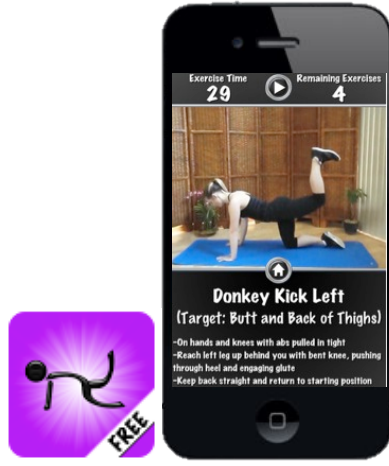 Exercise Time
29
Remaining Exercises
4
Donkey Kick Left
(Target: Butt and Back of Thighs)
-On hands and knees with abs pulled in tight
-Reach left leg up behind you with bent knee, pushing
through heel and engaging glute
-Keep back straight and return to starting position
FREE